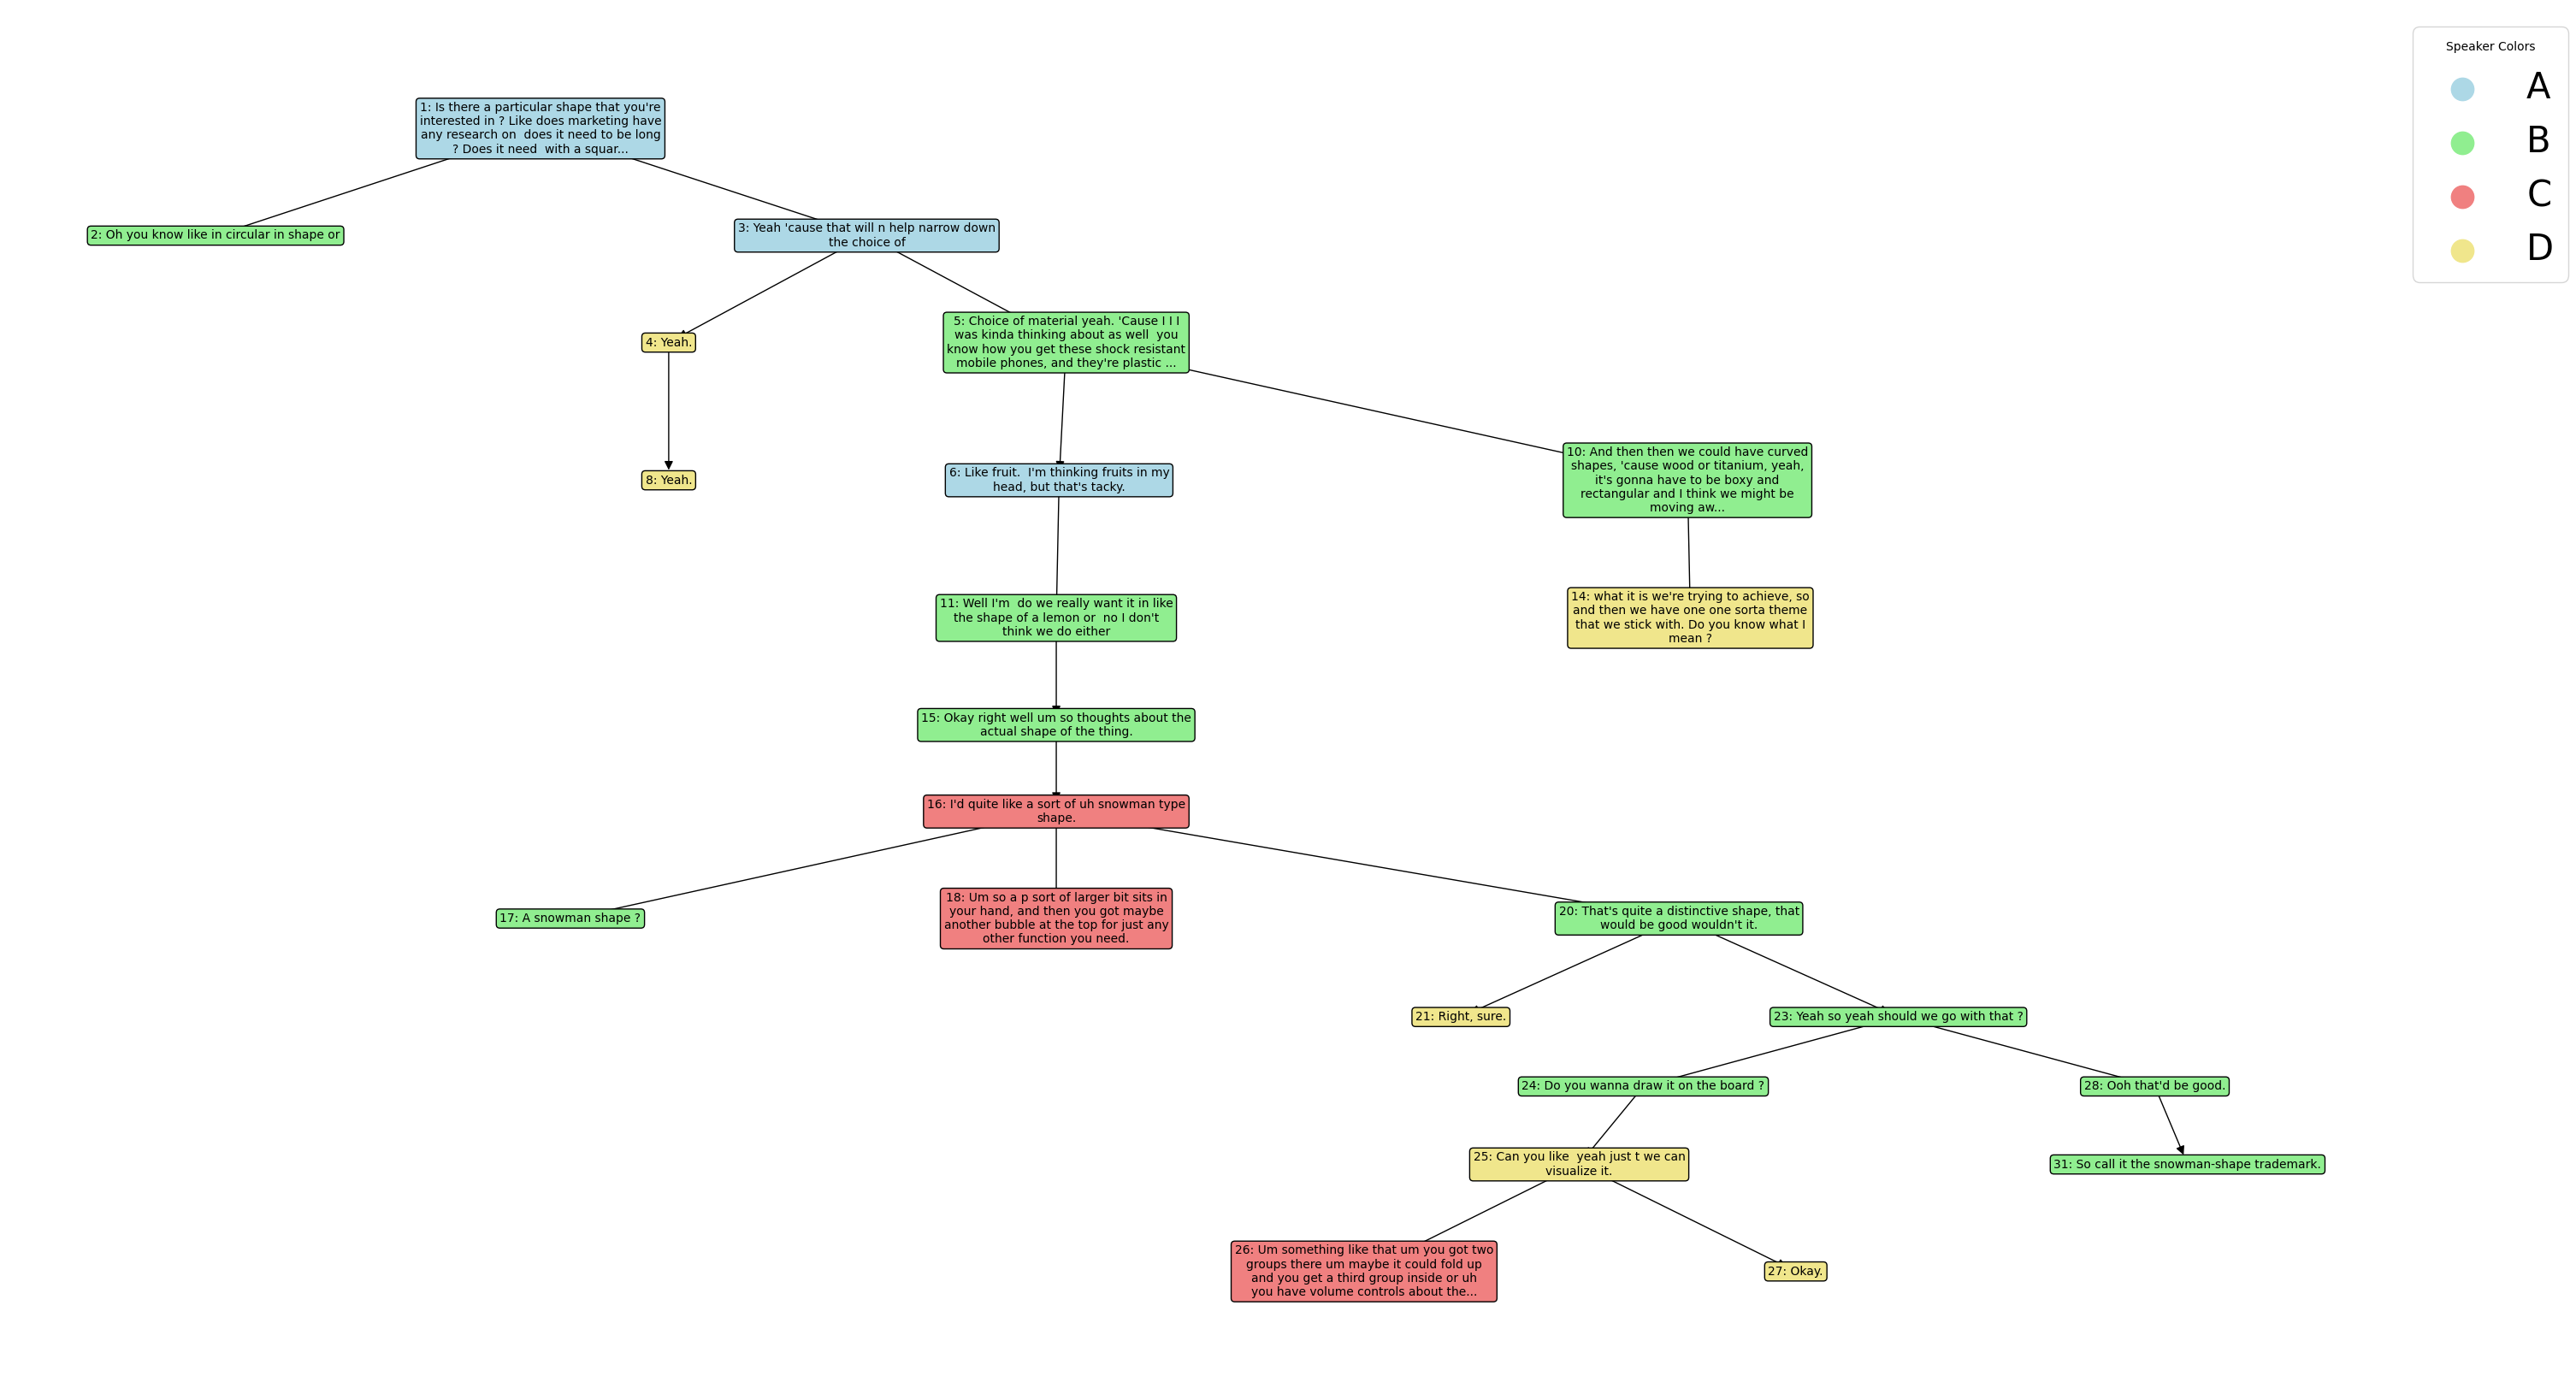 Speaker Colors
A
B
C
D
1: Is there a particular shape that you're
interested in ? Like does marketing have
any research on  does it need to be long
? Does it need  with a squar...
2: Oh you know like in circular in shape or
3: Yeah 'cause that will n help narrow down
the choice of
4: Yeah.
5: Choice of material yeah. 'Cause I I I
was kinda thinking about as well  you
know how you get these shock resistant
mobile phones, and they're plastic ...
8: Yeah.
6: Like fruit.  I'm thinking fruits in my
head, but that's tacky.
10: And then then we could have curved
shapes, 'cause wood or titanium, yeah,
it's gonna have to be boxy and
rectangular and I think we might be
moving aw...
11: Well I'm  do we really want it in like
the shape of a lemon or  no I don't
think we do either
14: what it is we're trying to achieve, so
and then we have one one sorta theme
that we stick with. Do you know what I
mean ?
15: Okay right well um so thoughts about the
actual shape of the thing.
16: I'd quite like a sort of uh snowman type
shape.
17: A snowman shape ?
18: Um so a p sort of larger bit sits in
your hand, and then you got maybe
another bubble at the top for just any
other function you need.
20: That's quite a distinctive shape, that
would be good wouldn't it.
21: Right, sure.
23: Yeah so yeah should we go with that ?
24: Do you wanna draw it on the board ?
28: Ooh that'd be good.
25: Can you like  yeah just t we can
visualize it.
31: So call it the snowman-shape trademark.
26: Um something like that um you got two
groups there um maybe it could fold up
and you get a third group inside or uh
you have volume controls about the...
27: Okay.